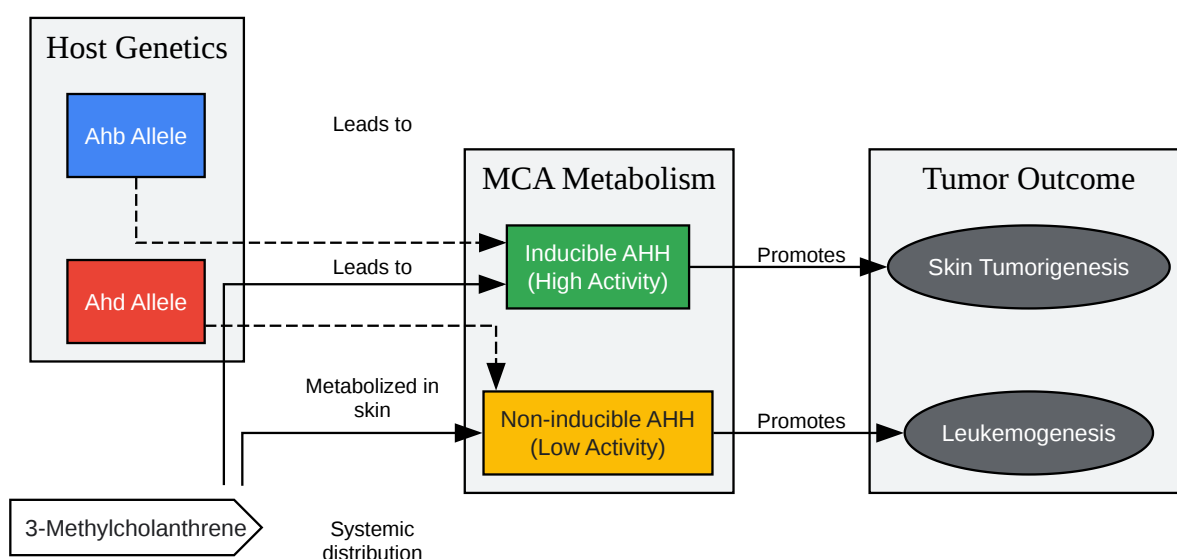 Host Genetics
Ahb Allele
Leads to
MCA Metabolism
Tumor Outcome
Inducible AHH
(High Activity)
Promotes
Skin Tumorigenesis
Ahd Allele
Leads to
Metabolized in
skin
Non-inducible AHH
(Low Activity)
Promotes
Leukemogenesis
3-Methylcholanthrene
Systemic
distribution